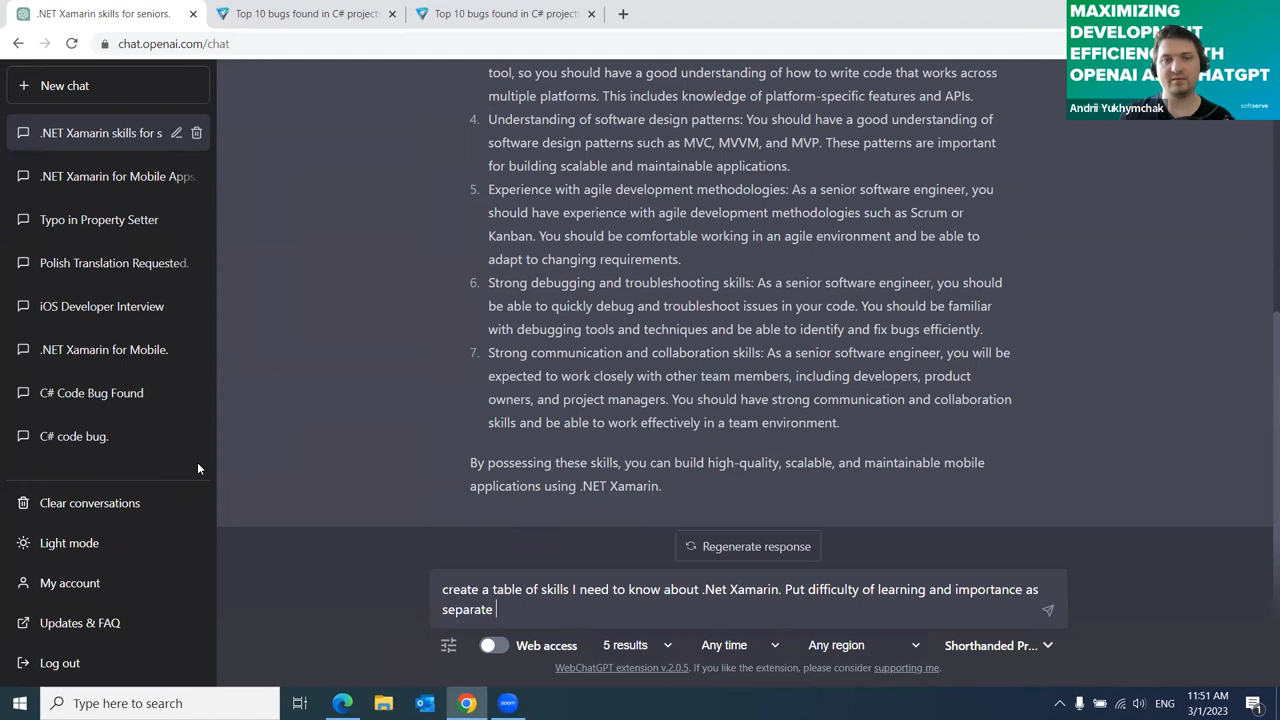 .NET Xamarin skills for seniors.
Top 10 bugs found in C# projects
Top 10 bugs found in C# project
chat.openai.com/chat
MAXIMIZING
DEVELOPMENT
OPENAI
Andrii Yukhymchak
softserve
New chat
.NET Xamarin skills for s
.NET Xamarin for Mobile Apps
Typo in Property Setter
Polish Translation Requested.
iOS Developer Interview
.NET Xamarin for Mobile.
C# Code Bug Found
C# code bug.
Clear conversations
Light mode
My account
Updates & FAQ
Log out
tool, so you should have a good understanding of how to write code that works across
multiple platforms. This includes knowledge of platform-specific features and APIs.
4. Understanding of software design patterns: You should have a good understanding of
software design patterns such as MVC, MVVM, and MVP. These patterns are important
for building scalable and maintainable applications.
5. Experience with agile development methodologies: As a senior software engineer, you
should have experience with agile development methodologies such as Scrum or
Kanban. You should be comfortable working in an agile environment and be able to
adapt to changing requirements.
6. Strong debugging and troubleshooting skills: As a senior software engineer, you should
be able to quickly debug and troubleshoot issues in your code. You should be familiar
with debugging tools and techniques and be able to identify and fix bugs efficiently.
7. Strong communication and collaboration skills: As a senior software engineer, you will be
expected to work closely with other team members, including developers, product
owners, and project managers. You should have strong communication and collaboration
skills and be able to work effectively in a team environment.
By possessing these skills, you can build high-quality, scalable, and maintainable mobile
applications using .NET Xamarin.
Regenerate response
create a table of skills I need to know about .Net Xamarin. Put difficulty of learning and importance as
separate
Web access 5 results Any time Any region Shorthanded Pr...
WebChatGPT extension v.2.0.5. If you like the extension, please consider supporting me.
Type here to search
zoom
ENG
11:51 AM
3/1/2023
1